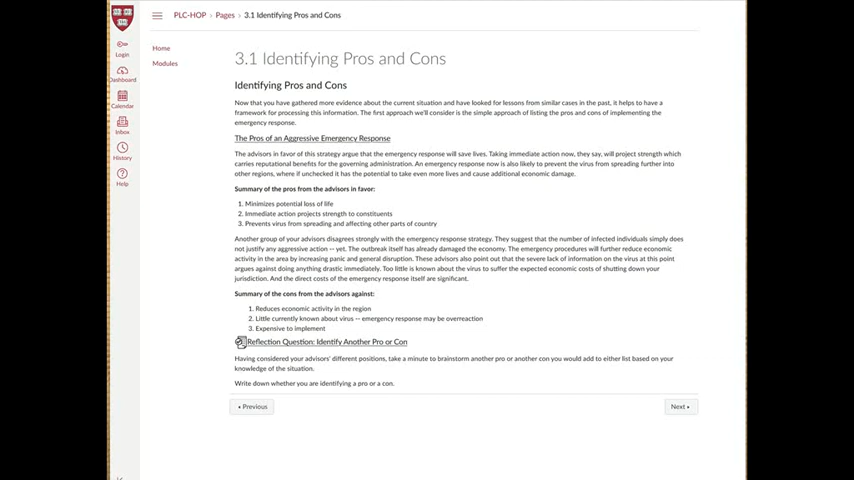 PLC-HOP › Pages › 3.1 Identifying Pros and Cons
Login
Dashboard
Calendar
Inbox
History
Help
Home
Modules
3.1 Identifying Pros and Cons
Identifying Pros and Cons
Now that you have gathered more evidence about the current situation and have looked for lessons from similar cases in the past, it helps to have a
framework for processing this information. The first approach we'll consider is the simple approach of listing the pros and cons of implementing the
emergency response.
The Pros of an Aggressive Emergency Response
The advisors in favor of this strategy argue that the emergency response will save lives. Taking immediate action now, they say, will project strength which
carries reputational benefits for the governing administration. An emergency response now is also likely to prevent the virus from spreading further into
other regions, where if unchecked it has the potential to take even more lives and cause additional economic damage.
Summary of the pros from the advisors in favor:
1. Minimizes potential loss of life
2. Immediate action projects strength to constituents
3. Prevents virus from spreading and affecting other parts of country
Another group of your advisors disagrees strongly with the emergency response strategy. They suggest that the number of infected individuals simply does
not justify any aggressive action -- yet. The outbreak itself has already damaged the economy. The emergency procedures will further reduce economic
activity in the area by increasing panic and general disruption. These advisors also point out that the severe lack of information on the virus at this point
argues against doing anything drastic immediately. Too little is known about the virus to suffer the expected economic costs of shutting down your
jurisdiction. And the direct costs of the emergency response itself are significant.
Summary of the cons from the advisors against:
1. Reduces economic activity in the region
2. Little currently known about virus -- emergency response may be overreaction
3. Expensive to implement
Reflection Question: Identify Another Pro or Con
Having considered your advisors' different positions, take a minute to brainstorm another pro or another con you would add to either list based on your
knowledge of the situation.
Write down whether you are identifying a pro or a con.
◂ Previous
Next ▸